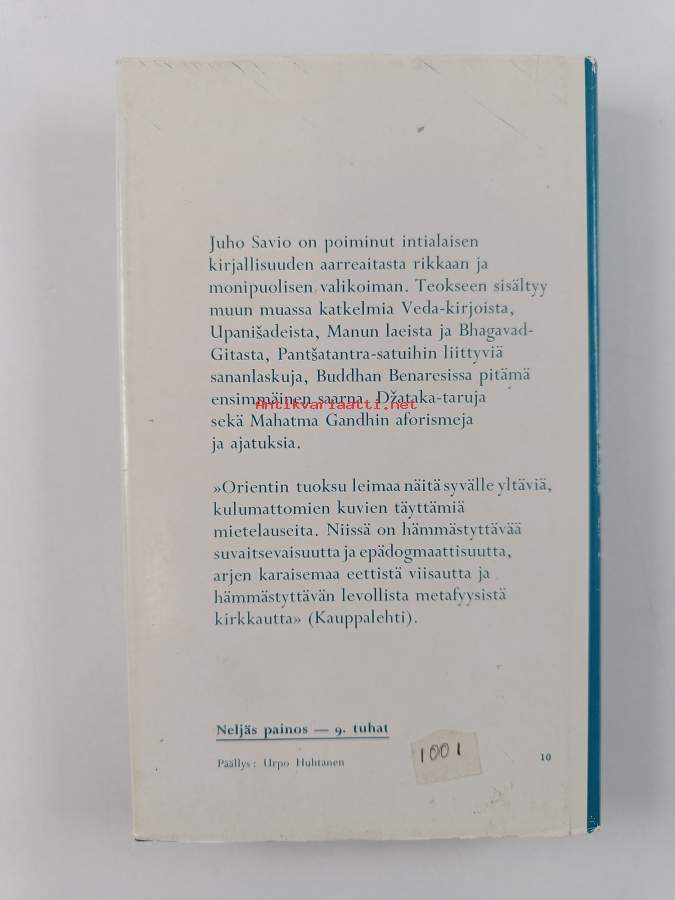 Juho Savio on poiminut intialaisen
kirjallisuuden aarreaitasta rikkaan ja
monipuolisen valikoiman. Teokseen sisältyy
muun muassa katkelmia Veda-kirjoista,
Upanišadeista, Manun laeista ja Bhagavad-
Gitasta, Pantšatantra-satuihin liittyviä
sananlaskuja, Buddhan Benaresissa pitämä
ensimmäinen saarna, Džataka-taruja
Antikvariaatti.net
sekä Mahatma Gandhin aforismeja
ja ajatuksia.
»Orientin tuoksu leimaa näitä syvälle yltäviä,
kulumattomien kuvien täyttämiä
mietelauseita. Niissä on hämmästyttävää
suvaitsevaisuutta ja epädogmaattisuutta,
arjen karaisemaa eettistä viisautta ja
hämmästyttävän levollista metafyysistä
kirkkautta» (Kauppalehti).
Neljäs painos — 9. tuhat
1001
Päällys: Urpo Huhtanen
10